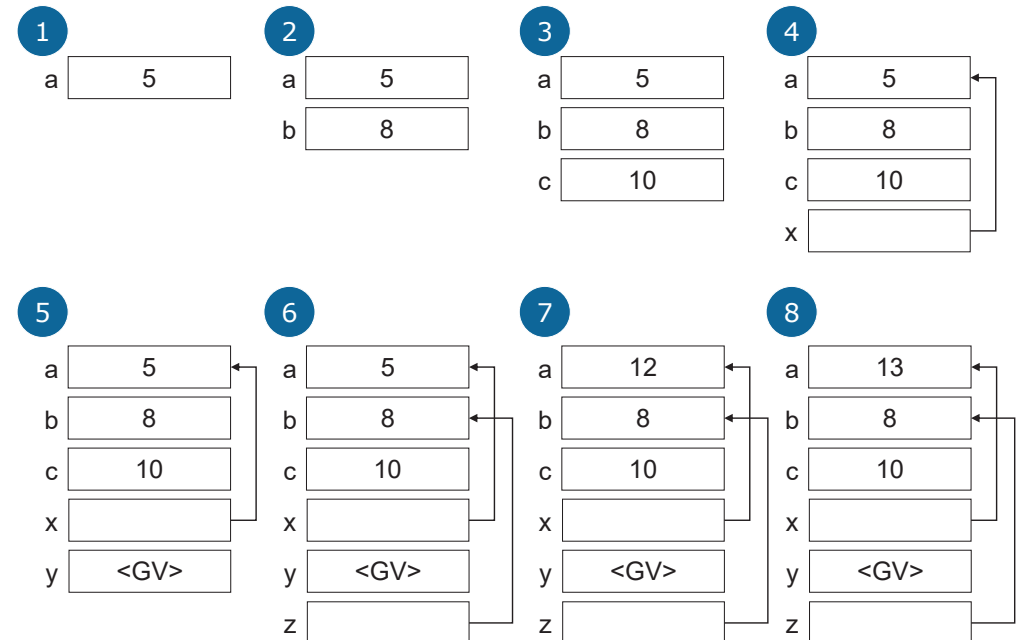 1 2 3 4
a 5 a 5 a 5 a 5
b 8 b 8 b 8
c 10 c 10
x
5 6 7 8
a 5 a 5 a 12 a 13
b 8 b 8 b 8 b 8
c 10 c 10 c 10 c 10
x x x x
y <GV> y <GV> y <GV> y <GV>
z z z